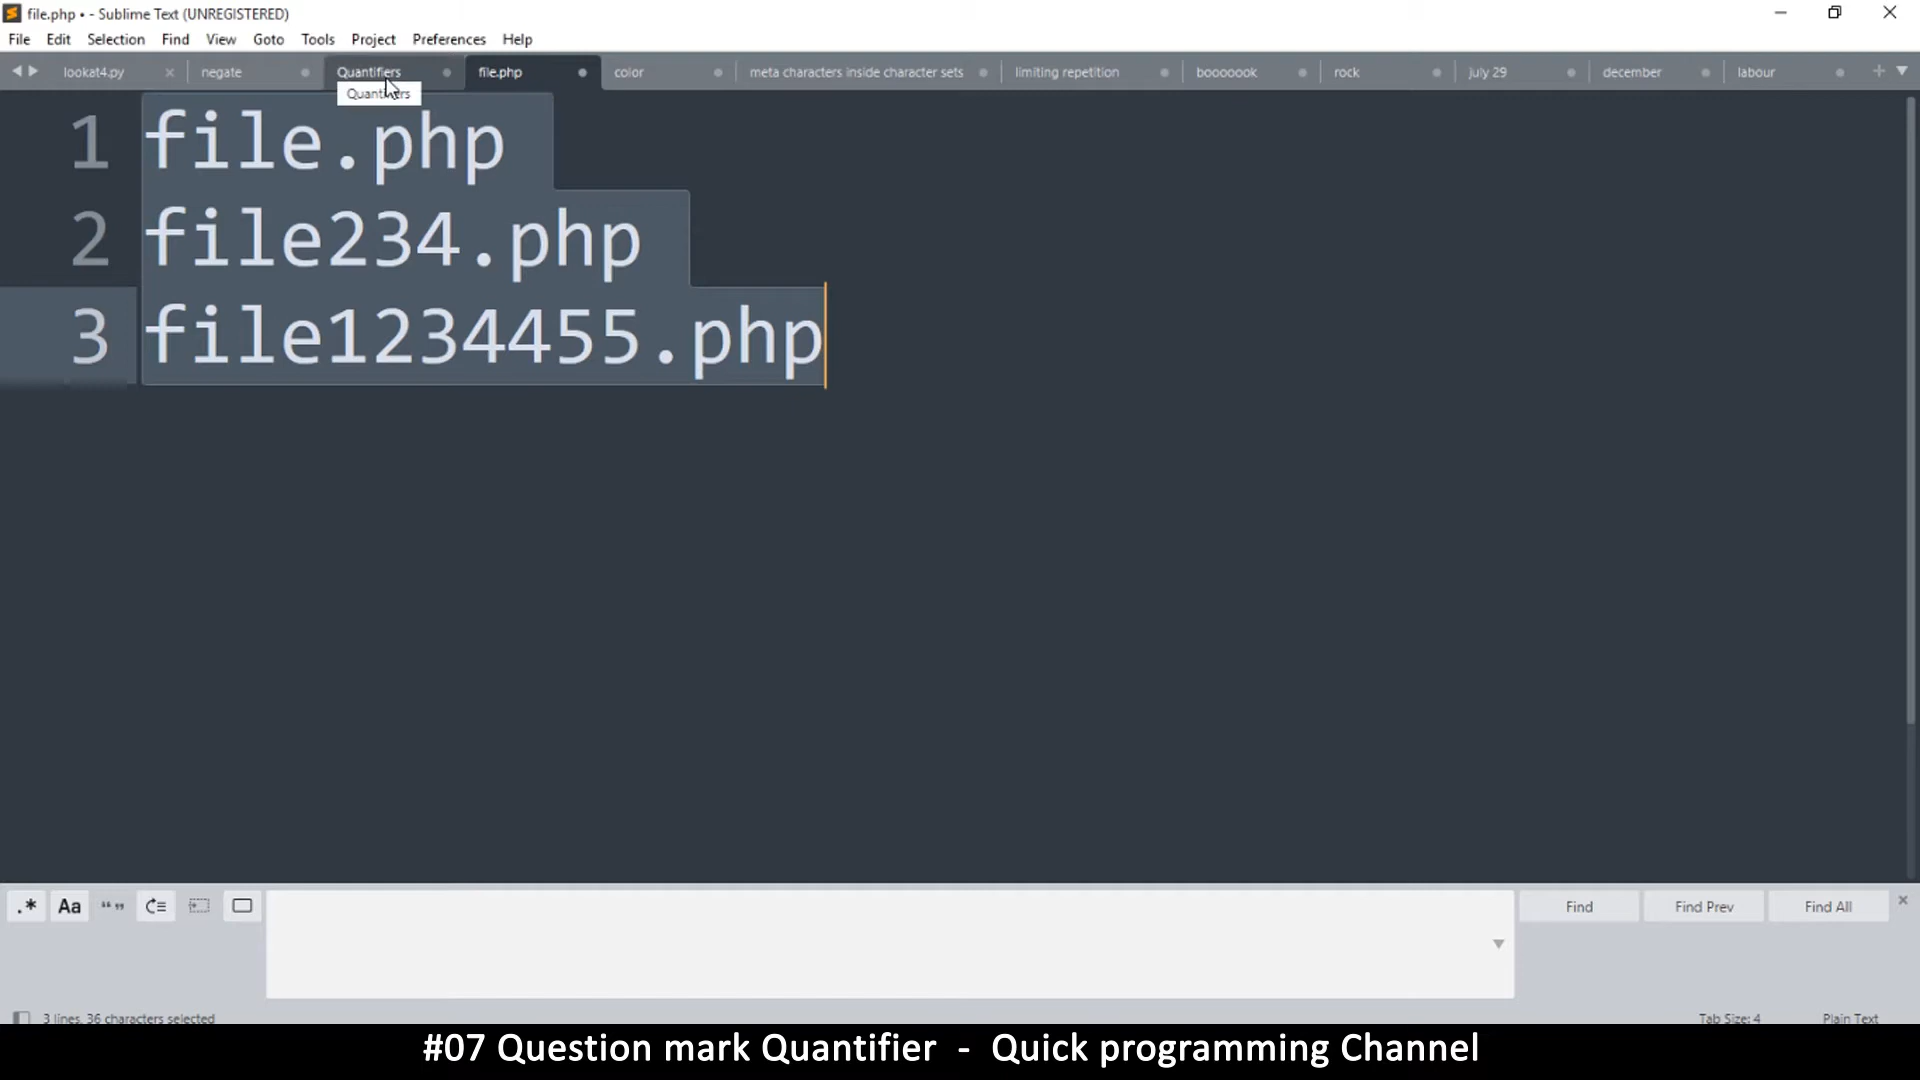 file.php • - Sublime Text (UNREGISTERED)
File Edit Selection Find View Goto Tools Project Preferences Help
lookat4.py negate Quantifiers file.php color meta characters inside character sets limiting repetition booooook rock july 29 december labour
Quantifiers
1 file.php
2 file234.php
3 file1234455.php
.* Aa “ ” Find Find Prev Find All
3 lines, 36 characters selected Tab Size: 4 Plain Text
#07 Question mark Quantifier - Quick programming Channel